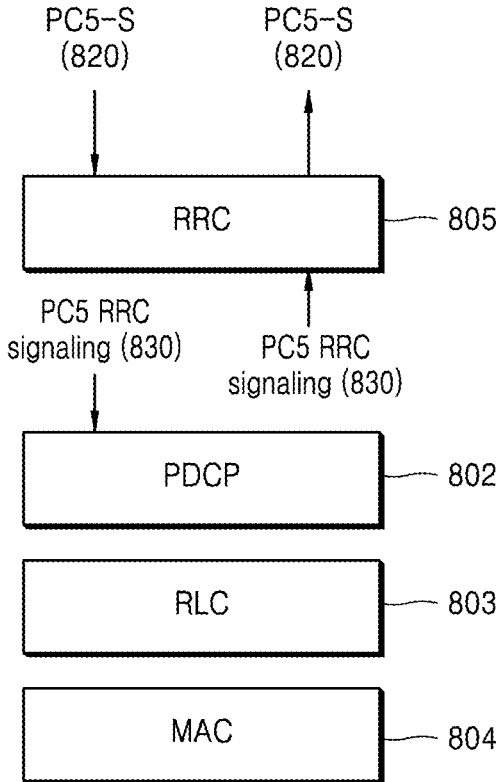 PC5-S
(820)
PC5-S
(820)
RRC
805
PC5 RRC
signaling (830)
PC5 RRC
signaling (830)
PDCP
802
RLC
803
MAC
804